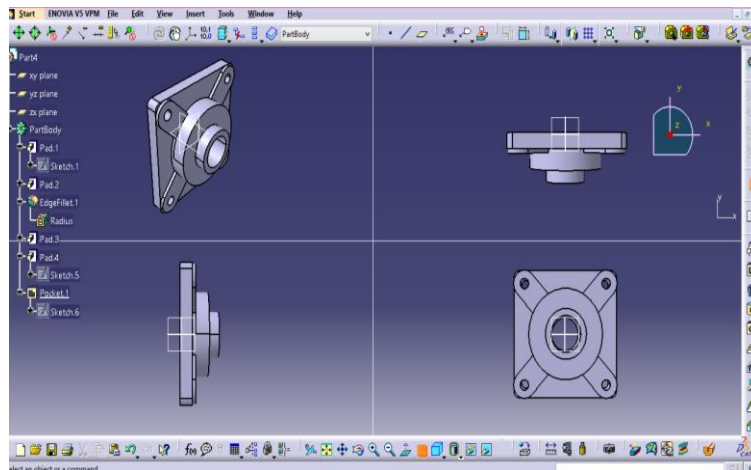 Start ENOVIA V5 VPM File Edit View Insert Tools Window Help
PartBody
Part4
xy plane
yz plane
zx plane
PartBody
Pad.1
Sketch.1
Pad.2
EdgeFillet.1
Radius
Pad.3
Pad.4
Sketch.5
Pocket.1
Sketch.6
y
x
z
y
x
f(x)
elect an object or a command